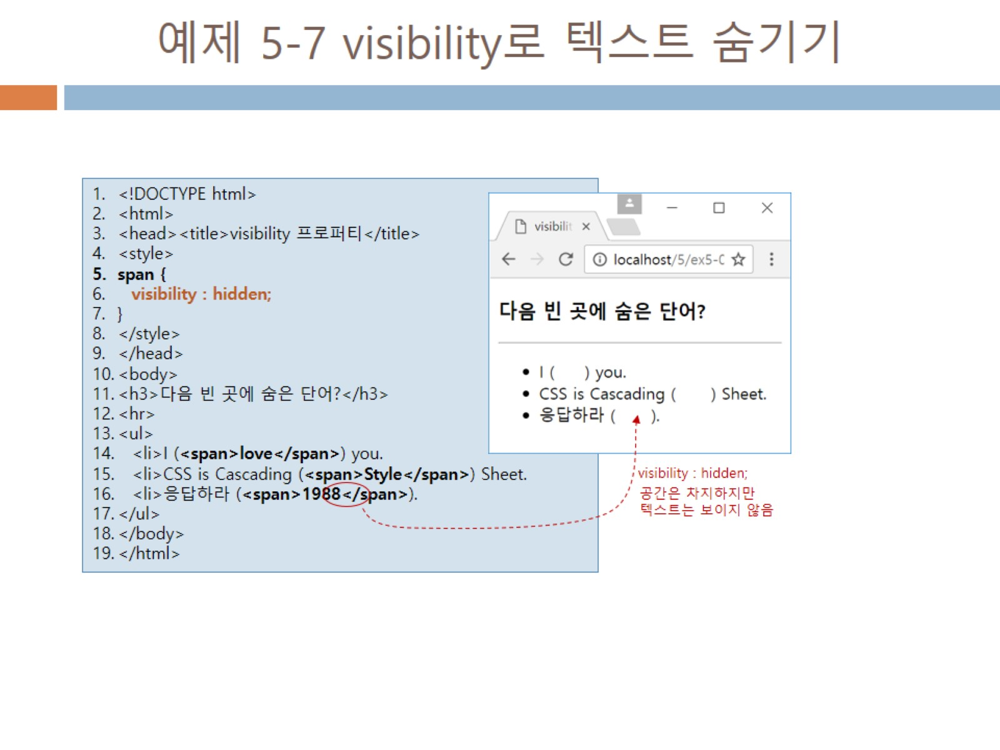 예제 5-7 visibility로 텍스트 숨기기
1. <!DOCTYPE html>
2. <html>
3. <head><title>visibility 프로퍼티</title>
4. <style>
5. span {
6. visibility : hidden;
7. }
8. </style>
9. </head>
10. <body>
11. <h3>다음 빈 곳에 숨은 단어?</h3>
12. <hr>
13. <ul>
14. <li>I (<span>love</span>) you.
15. <li>CSS is Cascading (<span>Style</span>) Sheet.
16. <li>응답하라 (<span>1988</span>).
17. </ul>
18. </body>
19. </html>
visibilit
localhost/5/ex5-0
다음 빈 곳에 숨은 단어?
• I (      ) you.
• CSS is Cascading (      ) Sheet.
• 응답하라 (      ).
visibility : hidden;
공간은 차지하지만
텍스트는 보이지 않음